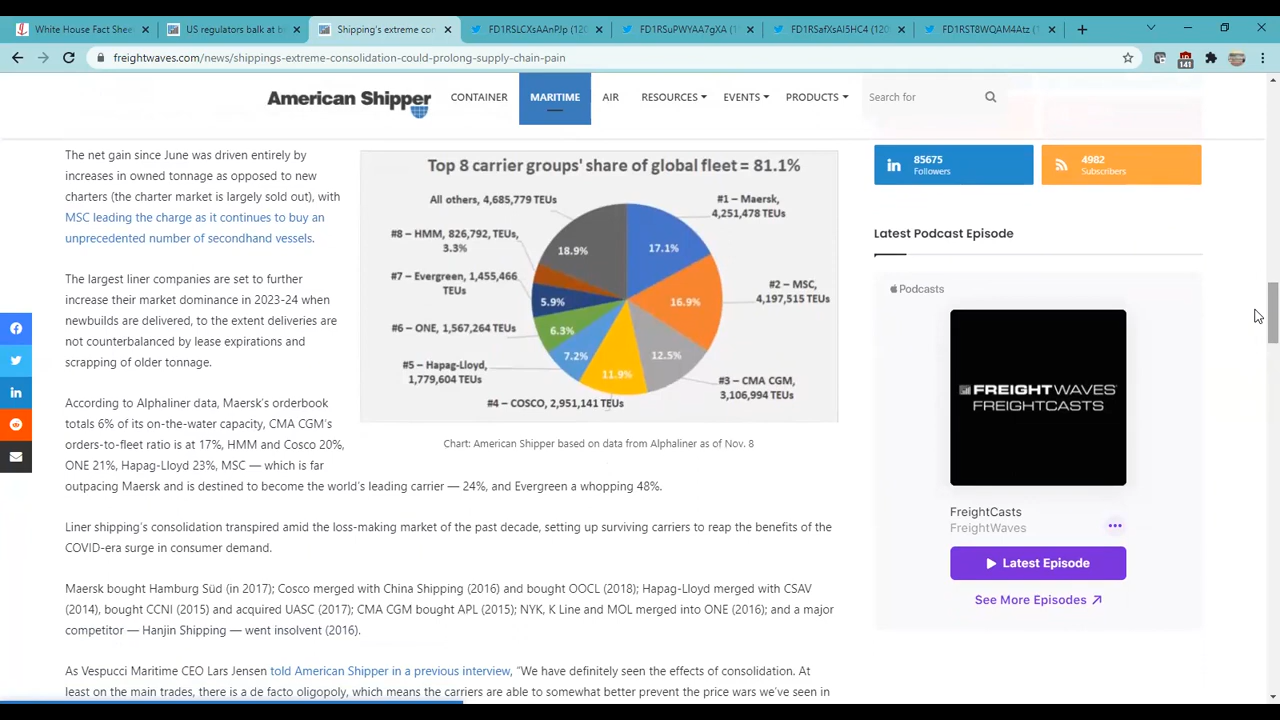 White House Fact Shee
US regulators balk at b
Shipping's extreme con
FD1RSLCXsAAnPJp (120
FD1RSuPWYAA7gXA (120
FD1RSafXsAI5HC4 (120
FD1RST8WQAM4Atz (120
freightwaves.com/news/shippings-extreme-consolidation-could-prolong-supply-chain-pain
141
American Shipper
CONTAINER
MARITIME
AIR
RESOURCES
EVENTS
PRODUCTS
Search for
The net gain since June was driven entirely by
increases in owned tonnage as opposed to new
charters (the charter market is largely sold out), with
MSC leading the charge as it continues to buy an
unprecedented number of secondhand vessels.
The largest liner companies are set to further
increase their market dominance in 2023-24 when
newbuilds are delivered, to the extent deliveries are
not counterbalanced by lease expirations and
scrapping of older tonnage.
According to Alphaliner data, Maersk's orderbook
totals 6% of its on-the-water capacity, CMA CGM's
orders-to-fleet ratio is at 17%, HMM and Cosco 20%,
ONE 21%, Hapag-Lloyd 23%, MSC — which is far
outpacing Maersk and is destined to become the world's leading carrier — 24%, and Evergreen a whopping 48%.
Top 8 carrier groups' share of global fleet = 81.1%
All others, 4,685,779 TEUs
#1 – Maersk,
4,251,478 TEUs
#8 – HMM, 826,792, TEUs,
3.3%
18.9%
17.1%
#7 – Evergreen, 1,455,466
TEUs
#2 – MSC,
4,197,515 TEUs
5.9%
16.9%
#6 – ONE, 1,567,264 TEUs
6.3%
7.2%
12.5%
#5 – Hapag-Lloyd,
1,779,604 TEUs
11.9%
#3 – CMA CGM,
3,106,994 TEUs
#4 – COSCO, 2,951,141 TEUs
Chart: American Shipper based on data from Alphaliner as of Nov. 8
Liner shipping's consolidation transpired amid the loss-making market of the past decade, setting up surviving carriers to reap the benefits of the
COVID-era surge in consumer demand.
Maersk bought Hamburg Süd (in 2017); Cosco merged with China Shipping (2016) and bought OOCL (2018); Hapag-Lloyd merged with CSAV
(2014), bought CCNI (2015) and acquired UASC (2017); CMA CGM bought APL (2015); NYK, K Line and MOL merged into ONE (2016); and a major
competitor — Hanjin Shipping — went insolvent (2016).
As Vespucci Maritime CEO Lars Jensen told American Shipper in a previous interview, "We have definitely seen the effects of consolidation. At
least on the main trades, there is a de facto oligopoly, which means the carriers are able to somewhat better prevent the price wars we've seen in
85675
Followers
4982
Subscribers
Latest Podcast Episode
Podcasts
FREIGHTWAVES
FREIGHTCASTS
FreightCasts
FreightWaves
Latest Episode
See More Episodes